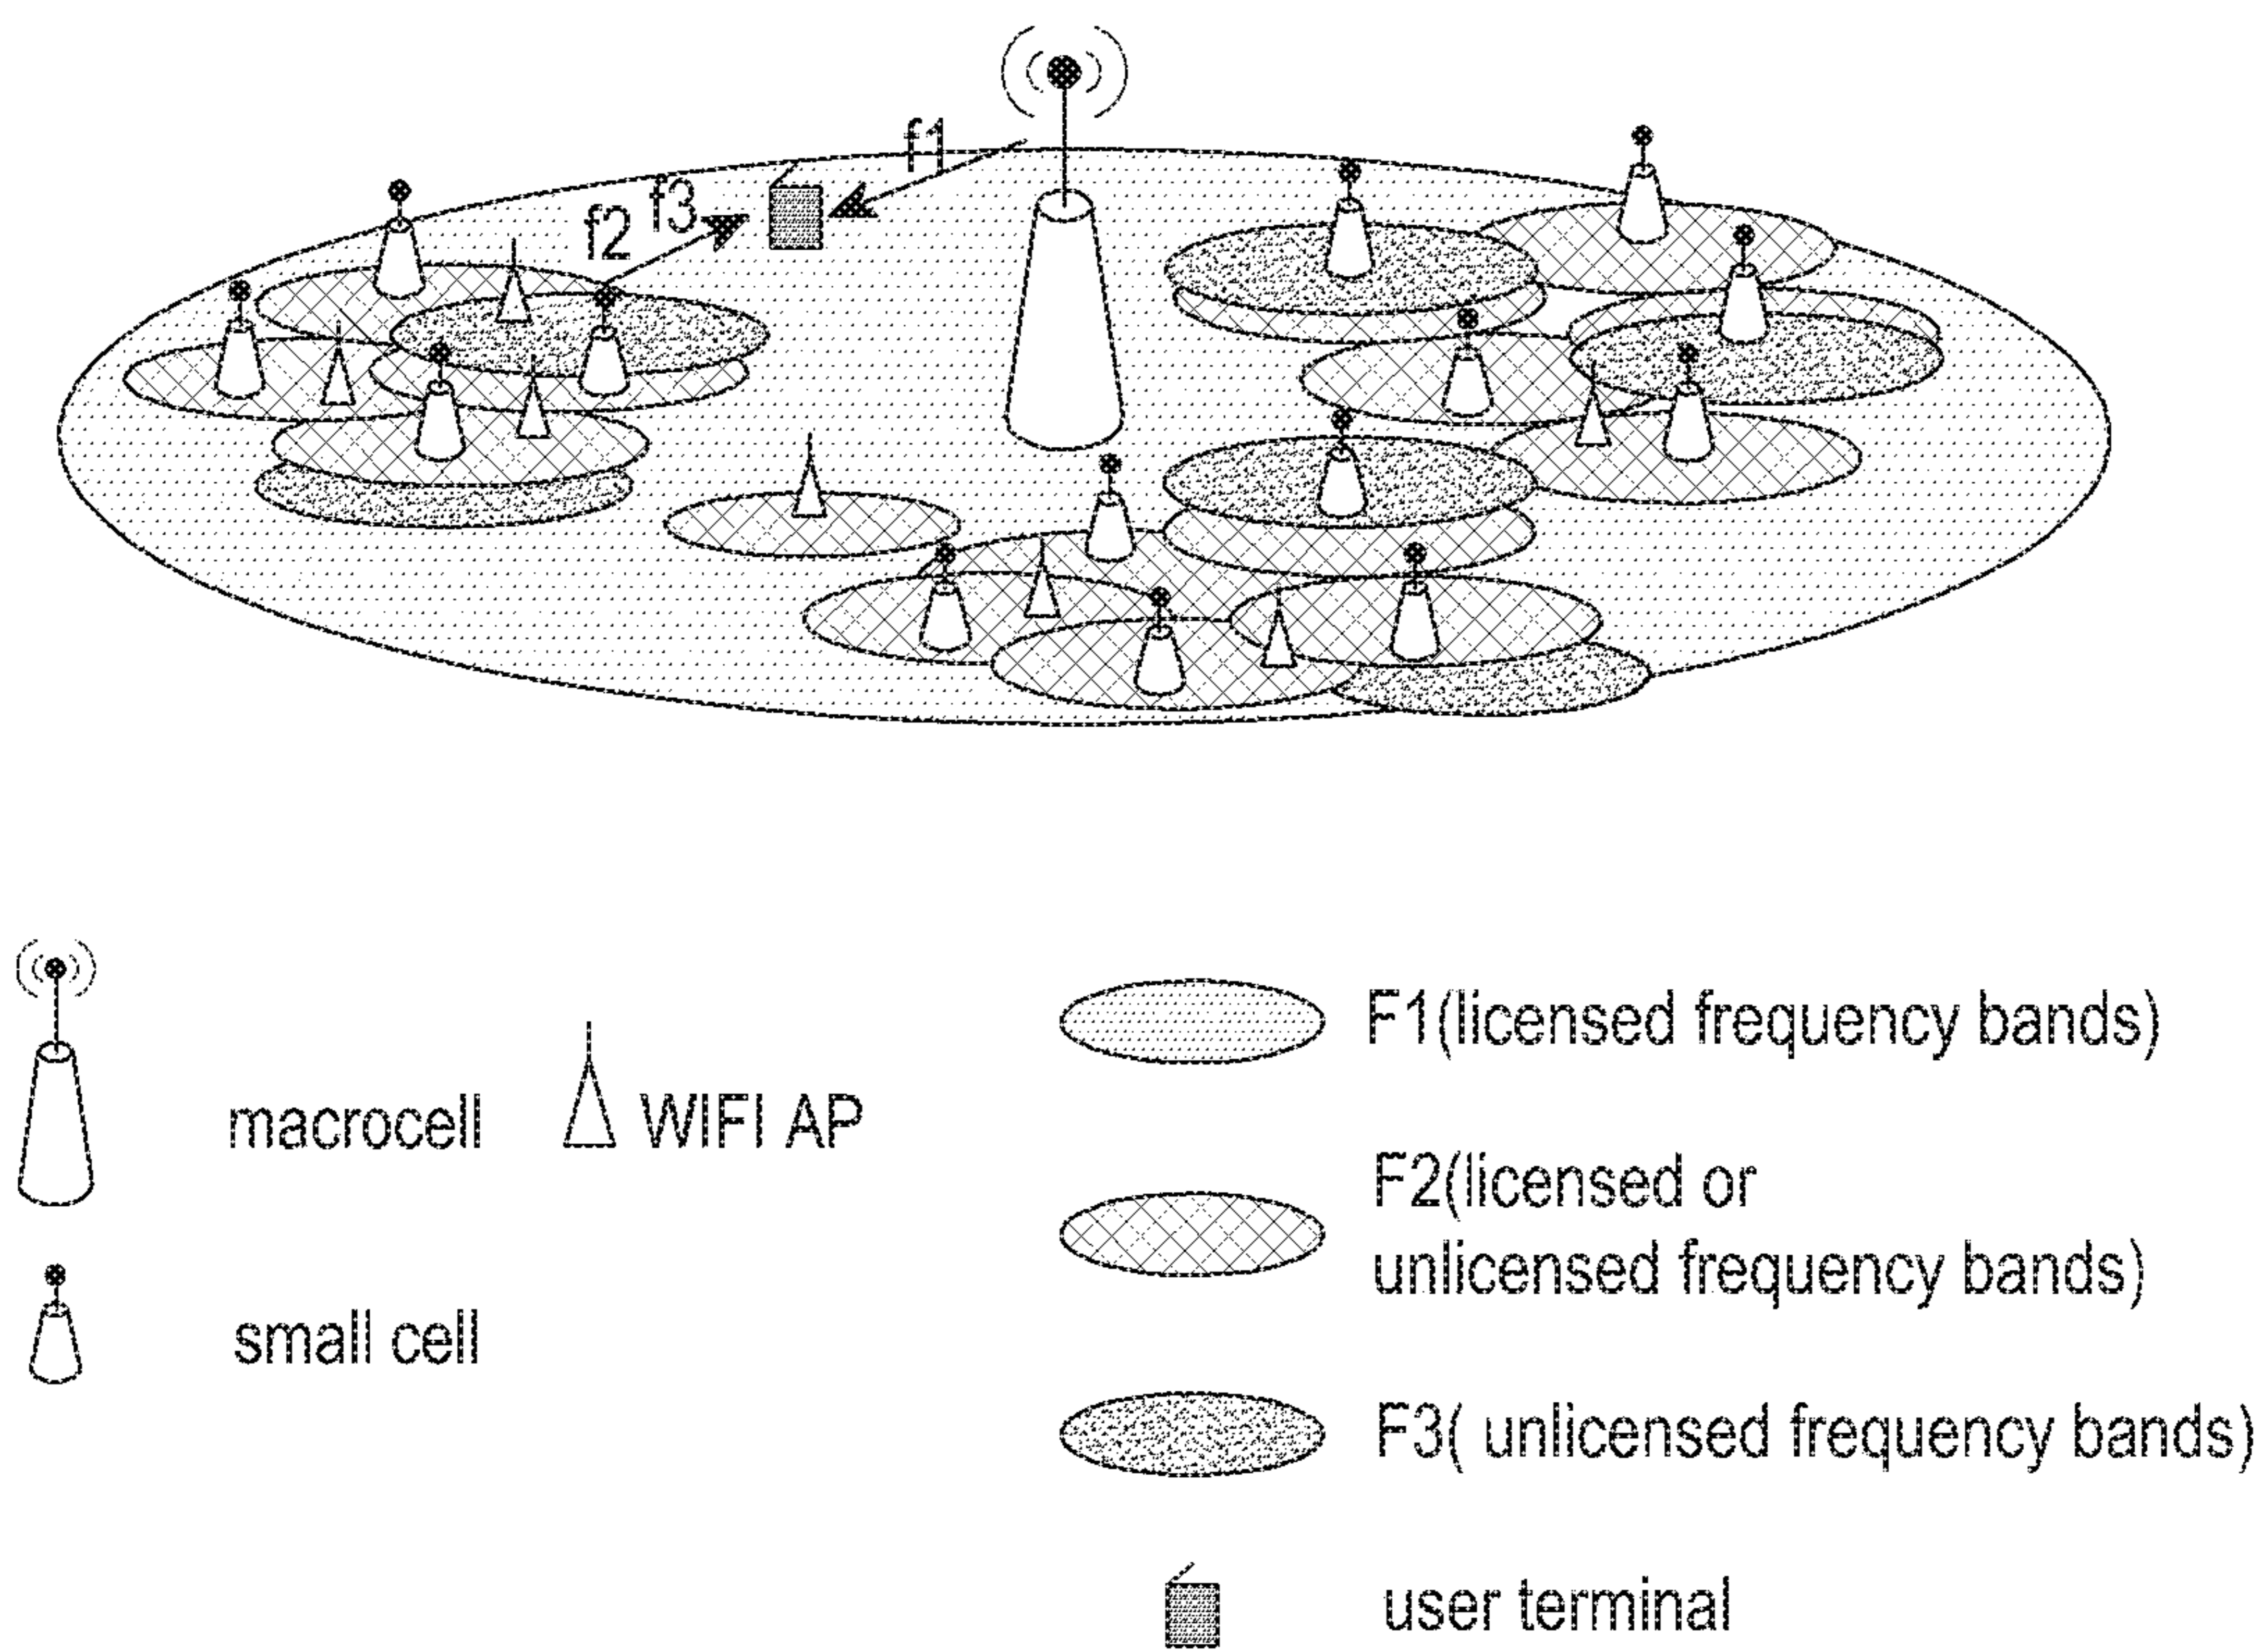 f1
f2 f3
macrocell
WIFI AP
small cell
F1(licensed frequency bands)
F2(licensed or
unlicensed frequency bands)
F3( unlicensed frequency bands)
user terminal